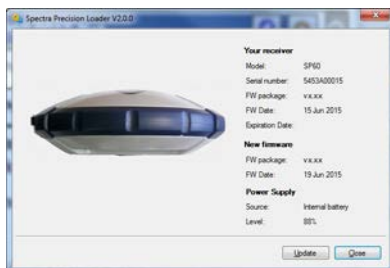 Spectra Precision Loader V2.0.0
Your receiver
Model: SP60
Serial number: 5453A00015
FW package: vx.xx
FW Date: 15 Jun 2015
Expiration Date:
New firmware
FW package: vx.xx
FW Date: 19 Jun 2015
Power Supply
Source: Internal battery
Level: 88%
Update Close